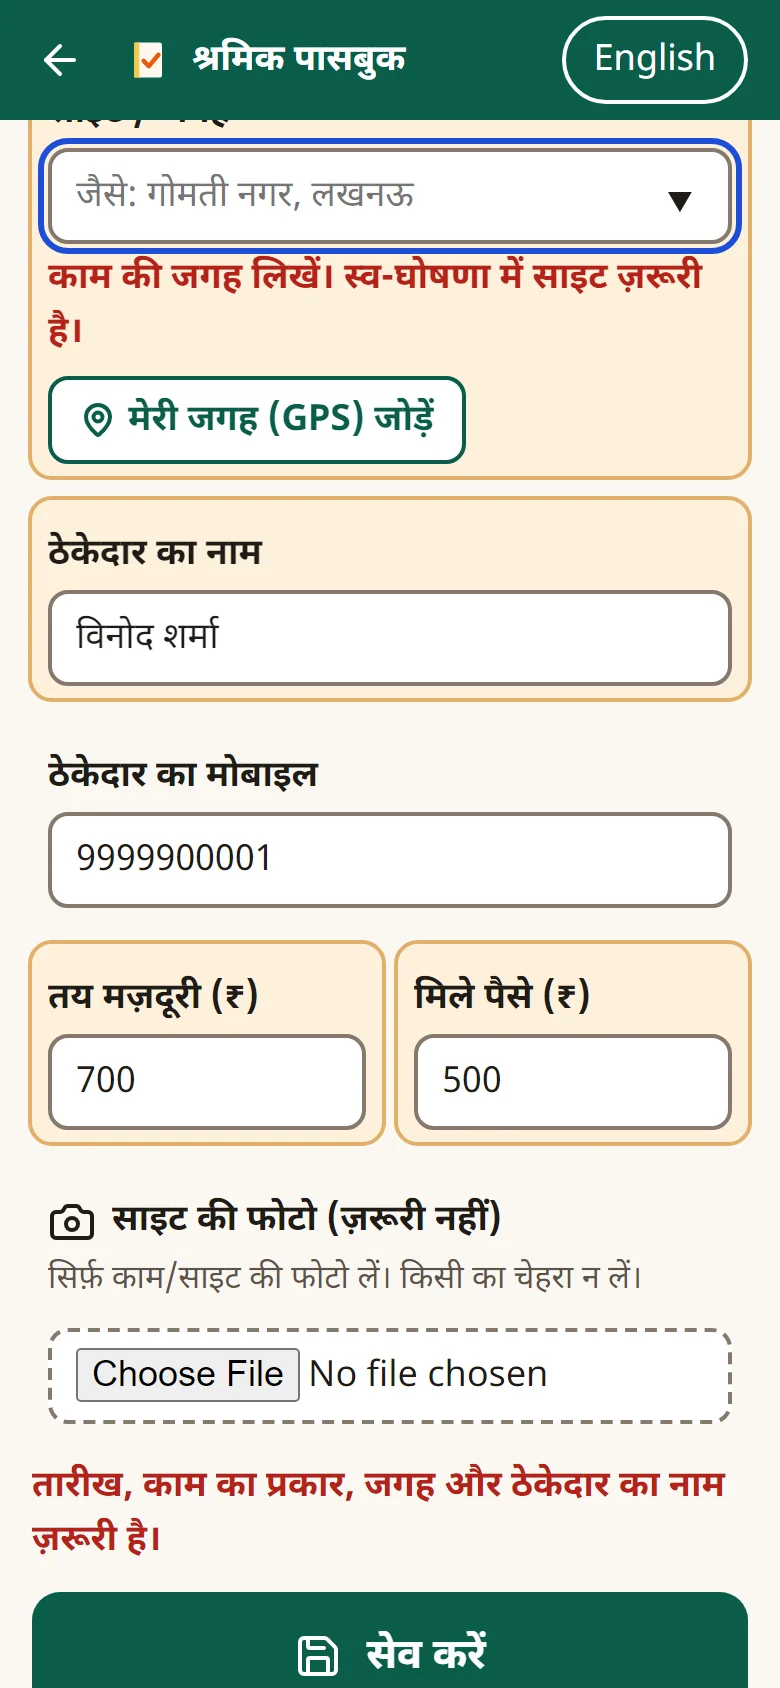 श्रमिक पासबुक
English
जैसे: गोमती नगर, लखनऊ
काम की जगह लिखें। स्व-घोषणा में साइट ज़रूरी
है।
मेरी जगह (GPS) जोड़ें
ठेकेदार का नाम
विनोद शर्मा
ठेकेदार का मोबाइल
9999900001
तय मज़दूरी (₹)
मिले पैसे (₹)
700
500
साइट की फोटो (ज़रूरी नहीं)
सिर्फ़ काम/साइट की फोटो लें। किसी का चेहरा न लें।
Choose File No file chosen
तारीख, काम का प्रकार, जगह और ठेकेदार का नाम
ज़रूरी है।
सेव करें